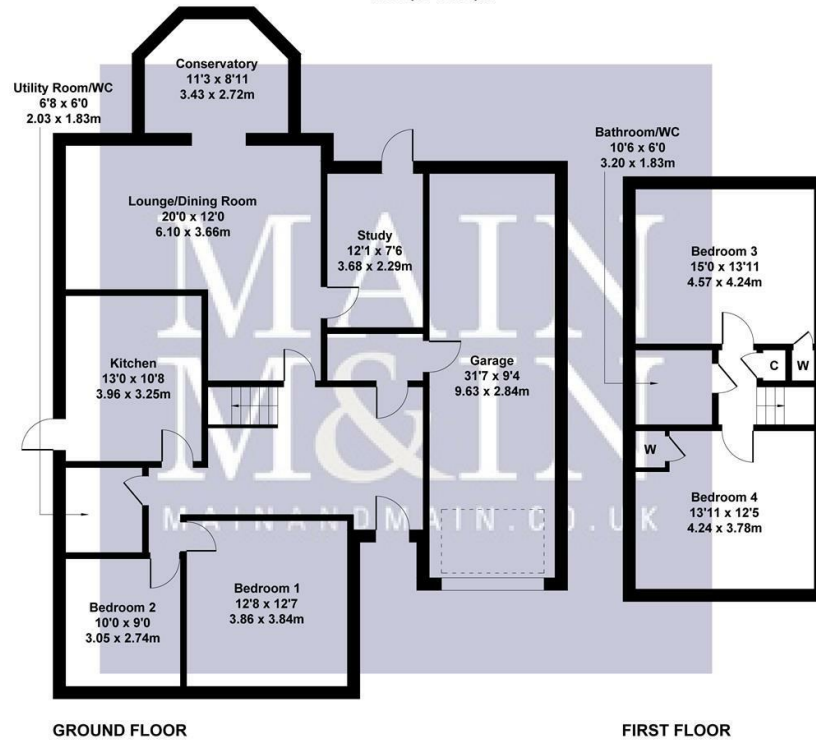 Conservatory
11'3 x 8'11
3.43 x 2.72m
Utility Room/WC
6'8 x 6'0
2.03 x 1.83m
Lounge/Dining Room
20'0 x 12'0
6.10 x 3.66m
Study
12'1 x 7'6
3.68 x 2.29m
Kitchen
13'0 x 10'8
3.96 x 3.25m
Garage
31'7 x 9'4
9.63 x 2.84m
Bedroom 2
10'0 x 9'0
3.05 x 2.74m
Bedroom 1
12'8 x 12'7
3.86 x 3.84m
GROUND FLOOR
Bathroom/WC
10'6 x 6'0
3.20 x 1.83m
Bedroom 3
15'0 x 13'11
4.57 x 4.24m
C
W
W
Bedroom 4
13'11 x 12'5
4.24 x 3.78m
FIRST FLOOR
MAIN
M&IN
MAINANDMAIN.CO.UK